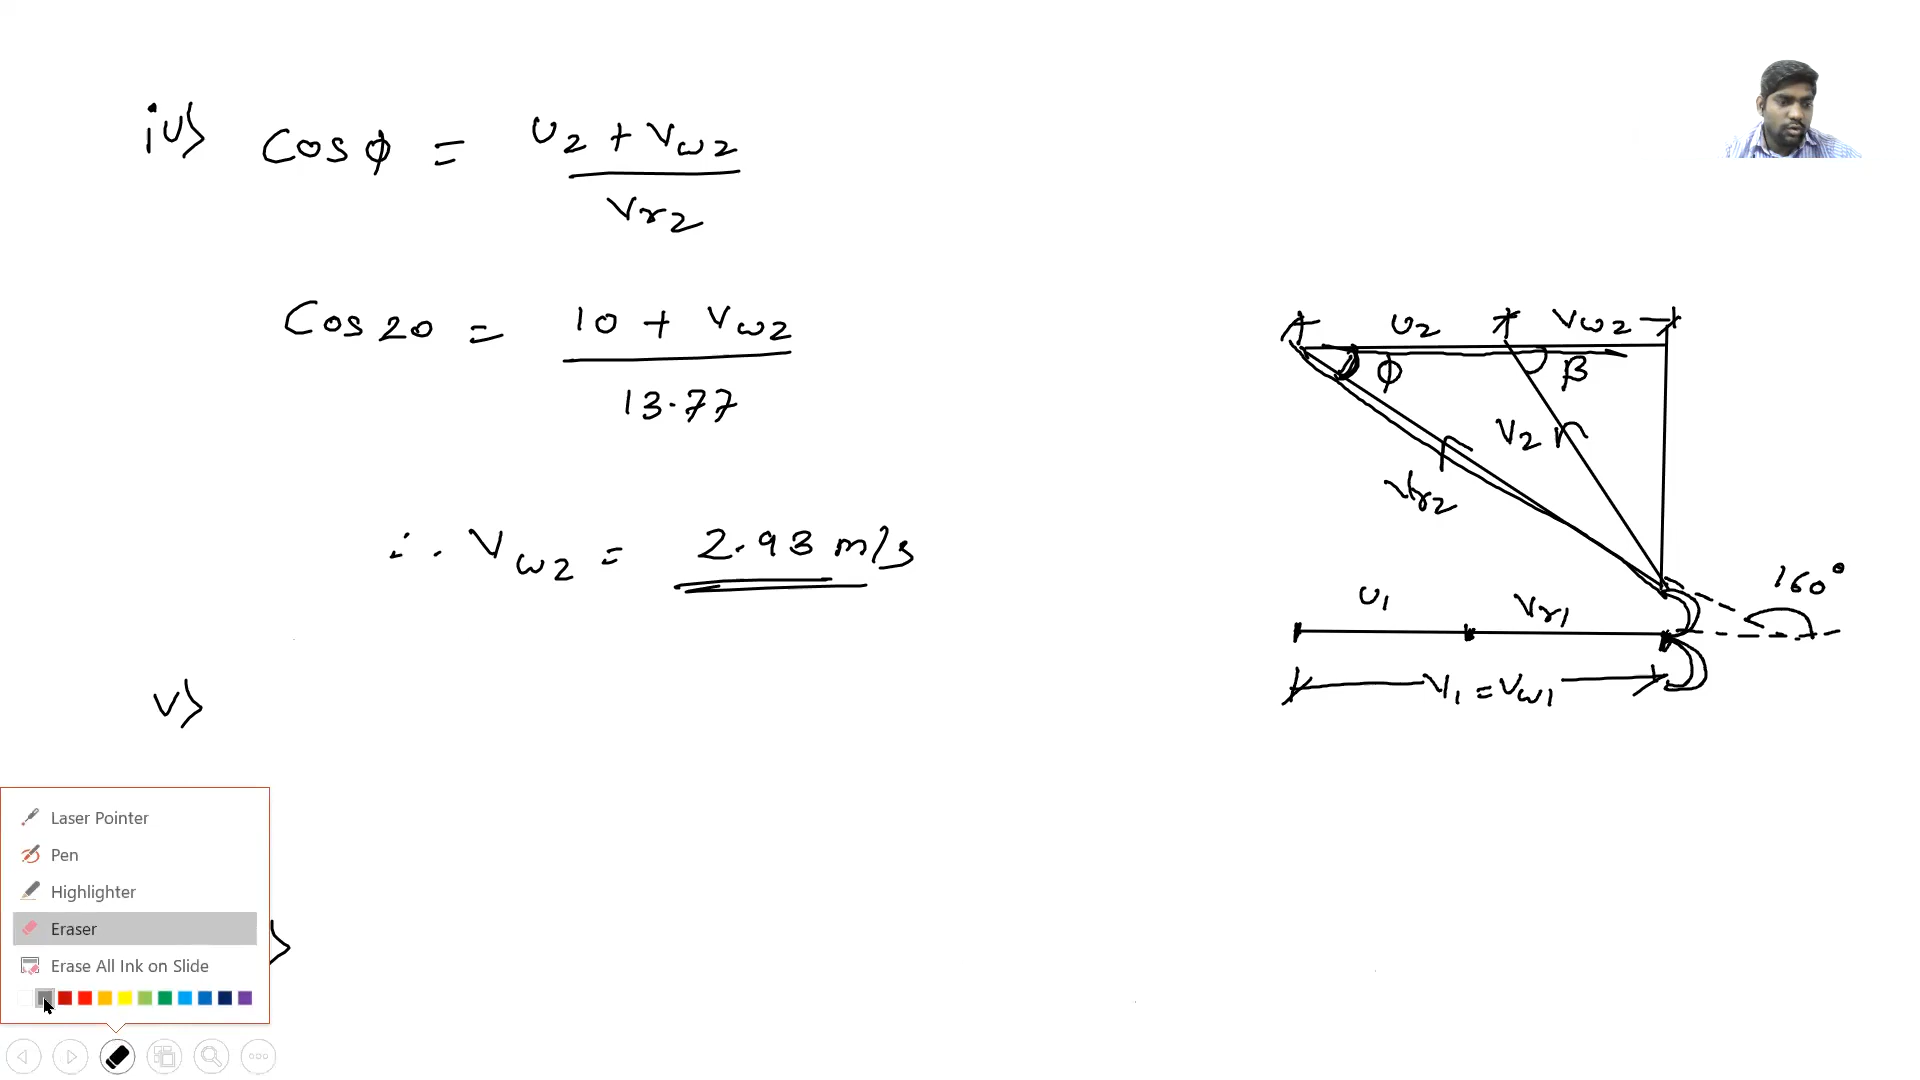 iv) Cosϕ = u2 + Vw2
Vr2
Cos 20 = 10 + Vw2
13.77
∴ Vw2 = 2.93 m/s
v)
u2 Vw2
ϕ β
V2
Vr2
160°
u1 Vr1
V1 = Vw1
Laser Pointer
Pen
Highlighter
Eraser
Erase All Ink on Slide